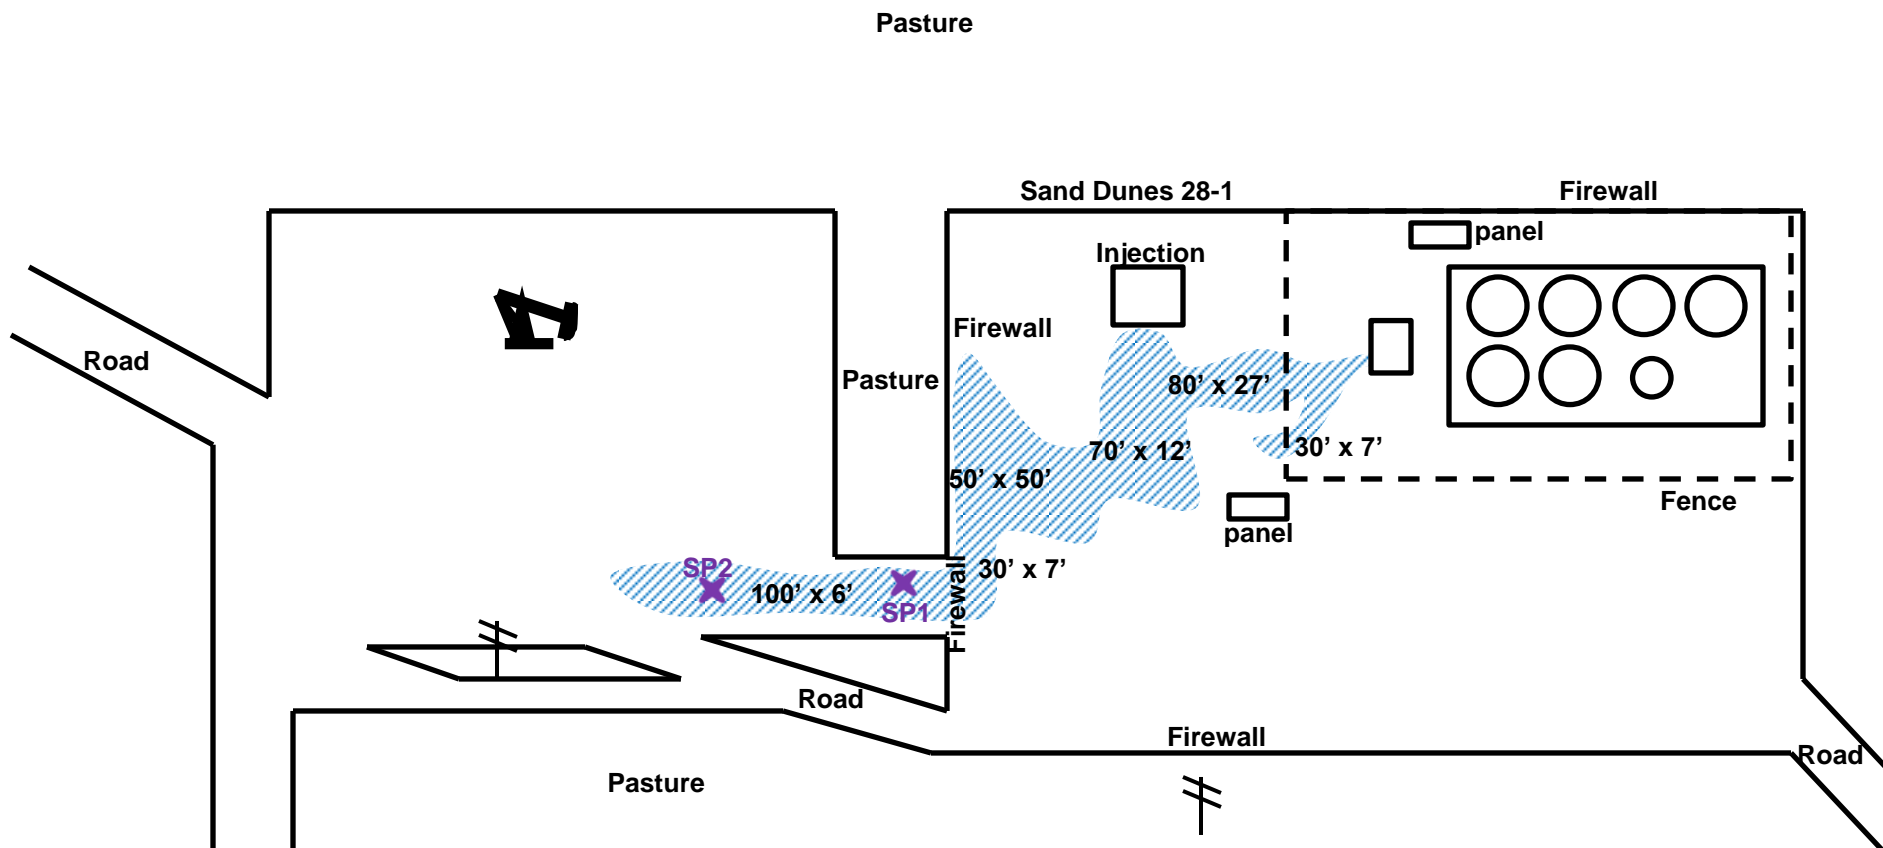 Pasture
Sand Dunes 28-1
Firewall
panel
Injection
Firewall
Road
Pasture
80’ x 27’
70’ x 12’
30’ x 7’
50’ x 50’
Fence
panel
SP2
100’ x 6’
SP1
Firewall
30’ x 7’
Road
Firewall
Road
Pasture